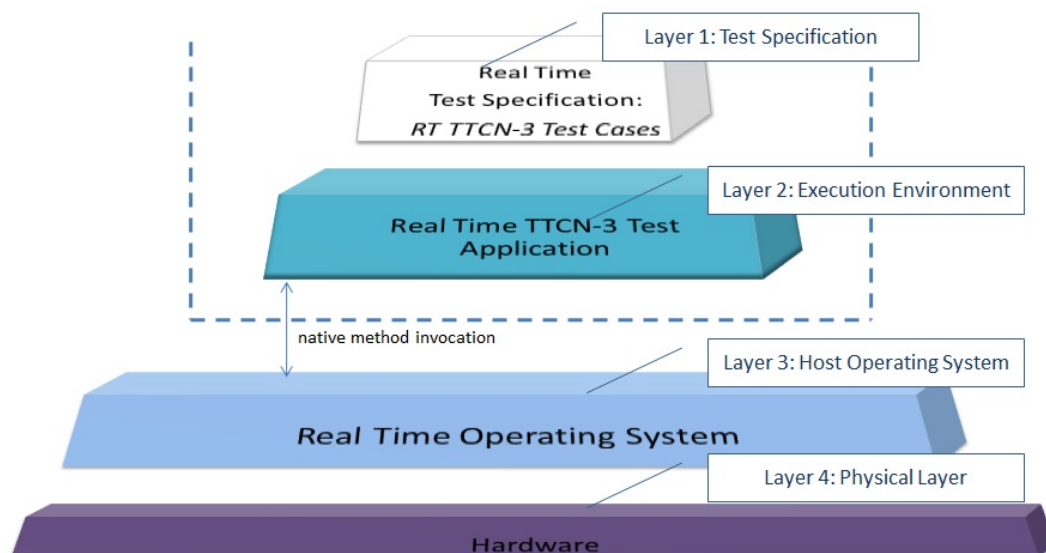 Layer 1: Test Specification
Real Time
Test Specification:
RT TTCN-3 Test Cases
Layer 2: Execution Environment
Real Time TTCN-3 Test
Application
native method invocation
Layer 3: Host Operating System
Real Time Operating System
Layer 4: Physical Layer
Hardware